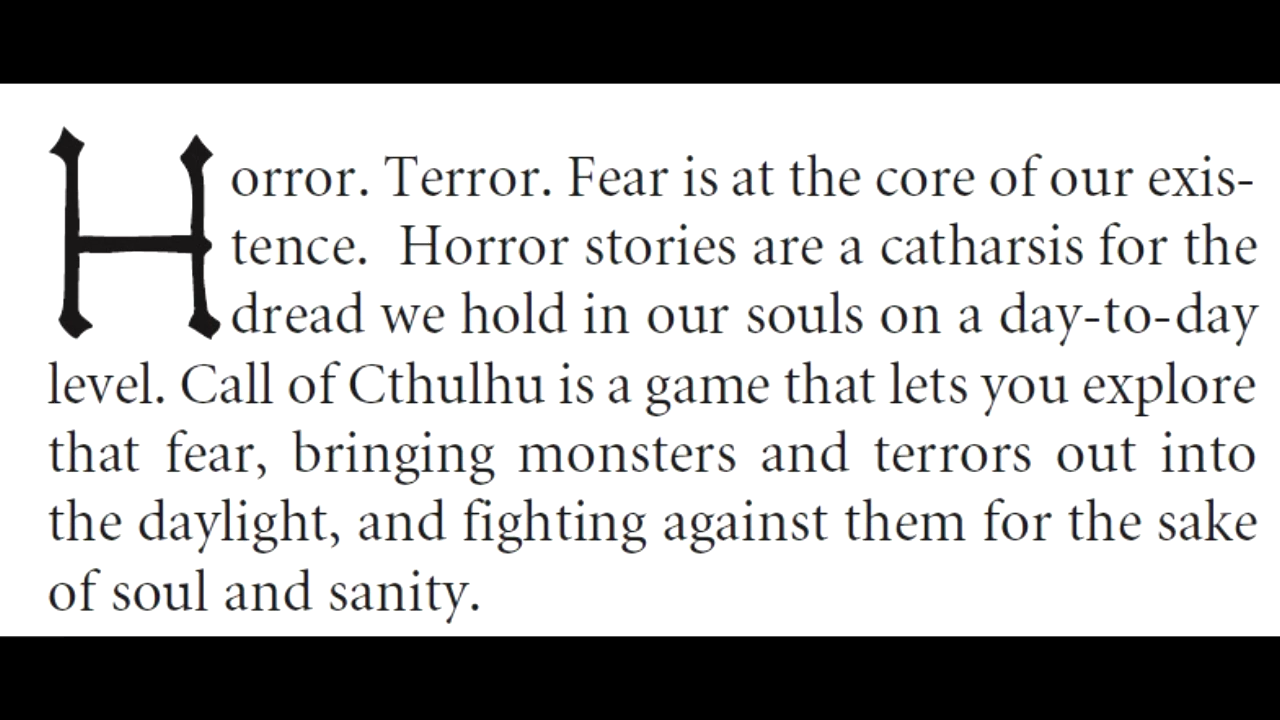 Horror. Terror. Fear is at the core of our exis-
tence.  Horror stories are a catharsis for the
dread we hold in our souls on a day-to-day
level. Call of Cthulhu is a game that lets you explore
that fear, bringing monsters and terrors out into
the daylight, and fighting against them for the sake
of soul and sanity.